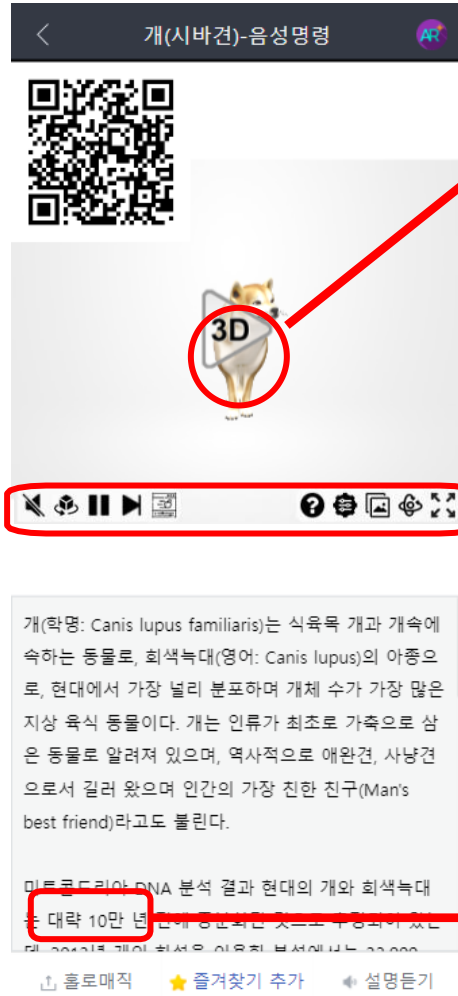 개(시바견)-음성명령
AR
3D
개(학명: Canis lupus familiaris)는 식육목 개과 개속에
속하는 동물로, 회색늑대(영어: Canis lupus)의 아종으
로, 현대에서 가장 널리 분포하며 개체 수가 가장 많은
지상 육식 동물이다. 개는 인류가 최초로 가축으로 삼
은 동물로 알려져 있으며, 역사적으로 애완견, 사냥견
으로서 길러 왔으며 인간의 가장 친한 친구(Man's
best friend)라고도 불린다.
미토콘드리아 DNA 분석 결과 현대의 개와 회색늑대
는 대략 10만 년
홀로매직
즐겨찾기 추가
설명듣기